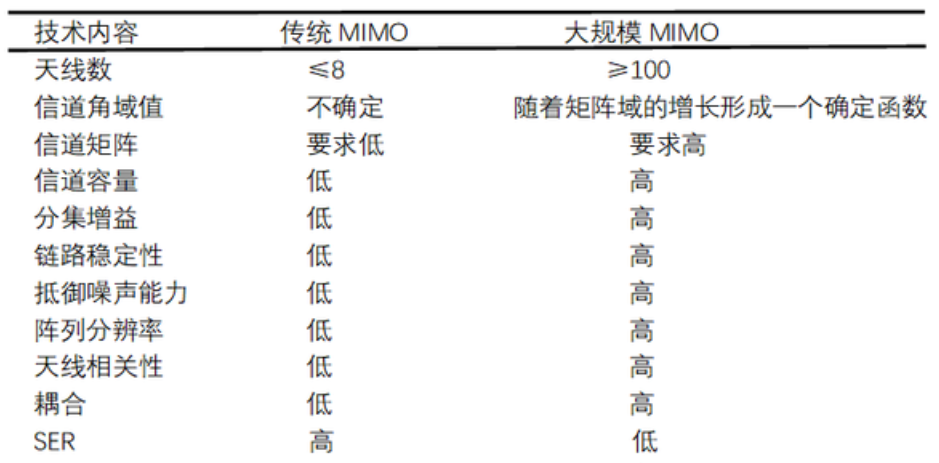 技术内容 传统 MIMO 大规模 MIMO
天线数 ≤8 ≥100
信道角域值 不确定 随着矩阵域的增长形成一个确定函数
信道矩阵 要求低 要求高
信道容量 低 高
分集增益 低 高
链路稳定性 低 高
抵御噪声能力 低 高
阵列分辨率 低 高
天线相关性 低 高
耦合 低 高
SER 高 低